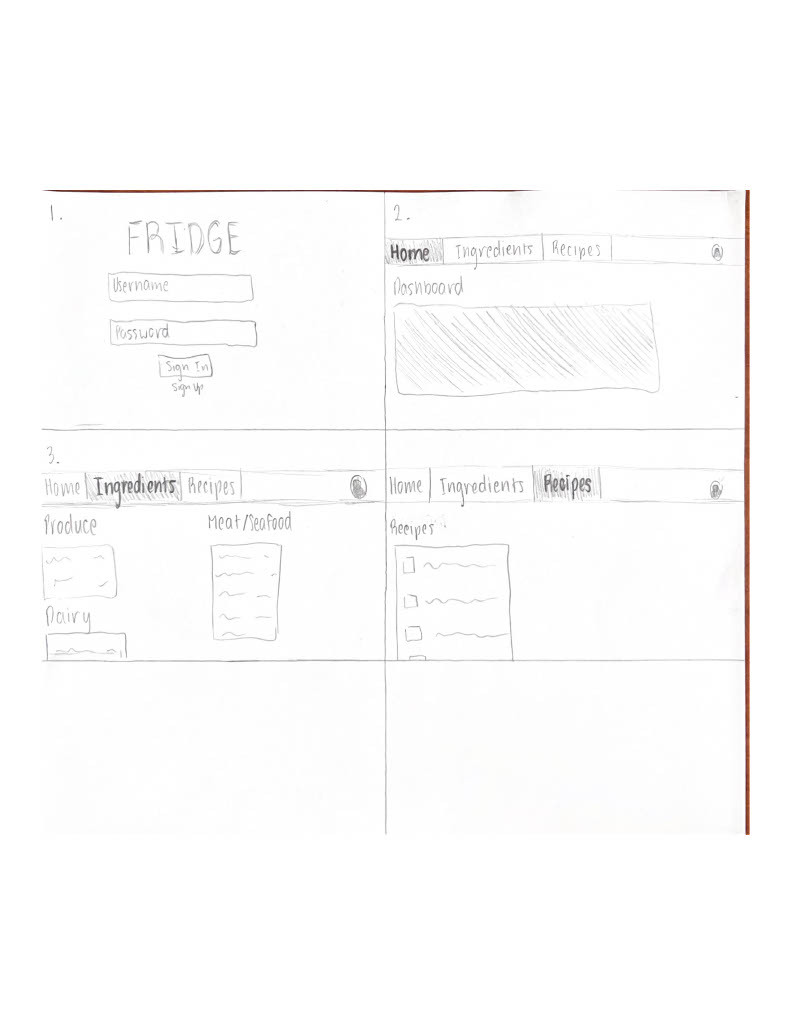 1.
FRIDGE
Username
Password
Sign In
Sign Up
2.
Home Ingredients Recipes
Dashboard
3.
Home Ingredients Recipes
Produce
Meat/Seafood
Dairy
Home Ingredients Recipes
Recipes